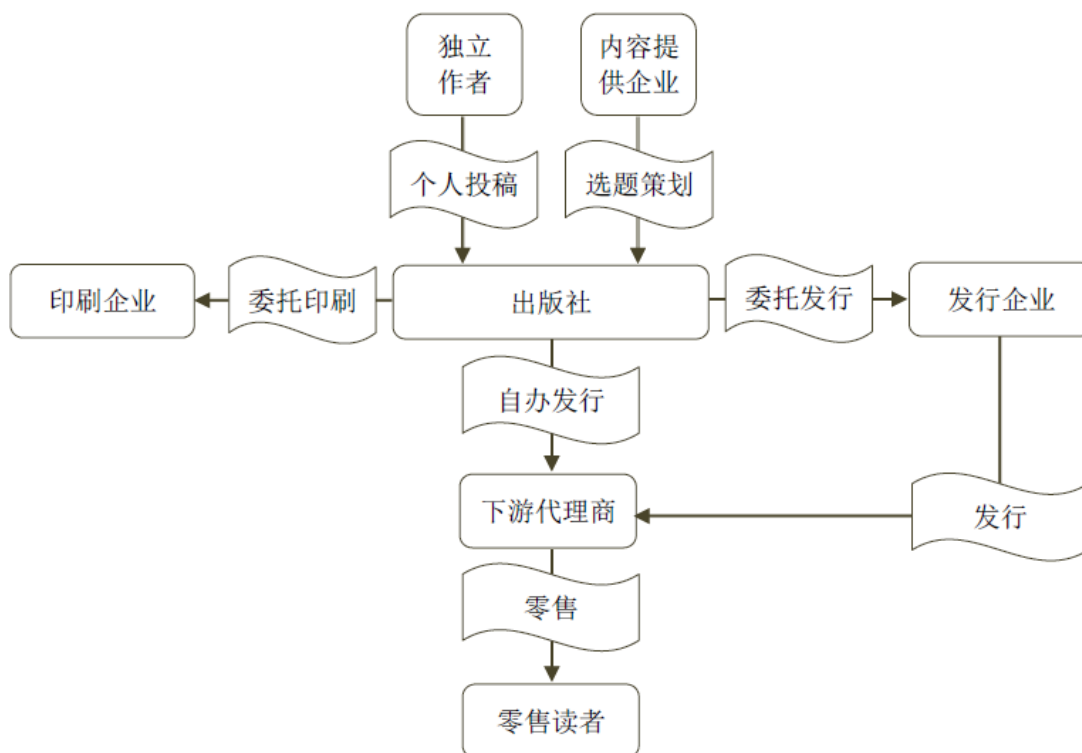 独立
作者
内容提
供企业
个人投稿
选题策划
印刷企业
委托印刷
出版社
委托发行
发行企业
自办发行
下游代理商
发行
零售
零售读者